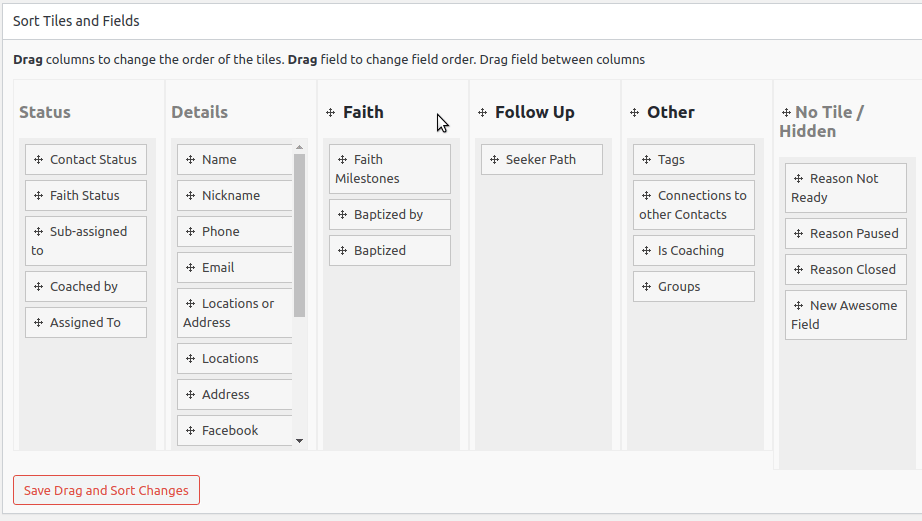 Sort Tiles and Fields
Drag columns to change the order of the tiles. Drag field to change field order. Drag field between columns
Status
Contact Status
Faith Status
Sub-assigned
to
Coached by
Assigned To
Details
Name
Nickname
Phone
Email
Locations or
Address
Locations
Address
Facebook
Faith
Faith
Milestones
Baptized by
Baptized
Follow Up
Seeker Path
Other
Tags
Connections to
other Contacts
Is Coaching
Groups
No Tile /
Hidden
Reason Not
Ready
Reason Paused
Reason Closed
New Awesome
Field
Save Drag and Sort Changes